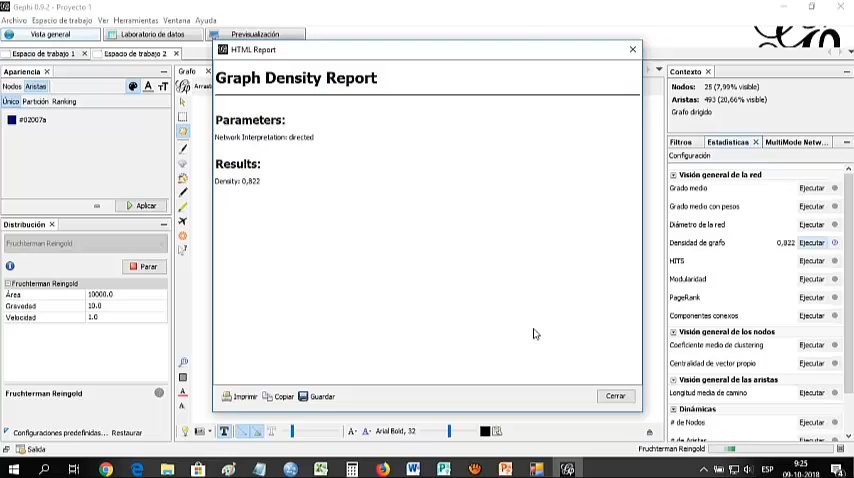 Gephi 0.9.2 - Proyecto 1
Archivo Espacio de trabajo Ver Herramientas Ventana Ayuda
Vista general
Laboratorio de datos
Previsualización
Espacio de trabajo 1
Espacio de trabajo 2
Apariencia
Nodos Aristas
Único Partición Ranking
#02007a
Aplicar
Distribución
Fruchterman Reingold
Parar
Fruchterman Reingold
Área 10000.0
Gravedad 10.0
Velocidad 1.0
Fruchterman Reingold
Configuraciones predefinidas... Restaurar
Salida
Grafo
Arrast
HTML Report
Graph Density Report
Parameters:
Network Interpretation: directed
Results:
Density: 0,822
Imprimir Copiar Guardar
Cerrar
Arial Bold, 32
Contexto
Nodos: 25 (7,99% visible)
Aristas: 493 (20,66% visible)
Grafo dirigido
Filtros Estadísticas MultiMode Netw...
Configuración
Visión general de la red
Grado medio Ejecutar
Grado medio con pesos Ejecutar
Diámetro de la red Ejecutar
Densidad de grafo 0,822 Ejecutar
HITS Ejecutar
Modularidad Ejecutar
PageRank Ejecutar
Componentes conexos Ejecutar
Visión general de los nodos
Coeficiente medio de clustering Ejecutar
Centralidad de vector propio Ejecutar
Visión general de las aristas
Longitud media de camino Ejecutar
Dinámicas
# de Nodos Ejecutar
# de Aristas Ejecutar
Fruchterman Reingold
ESP
9:25
09-10-2018